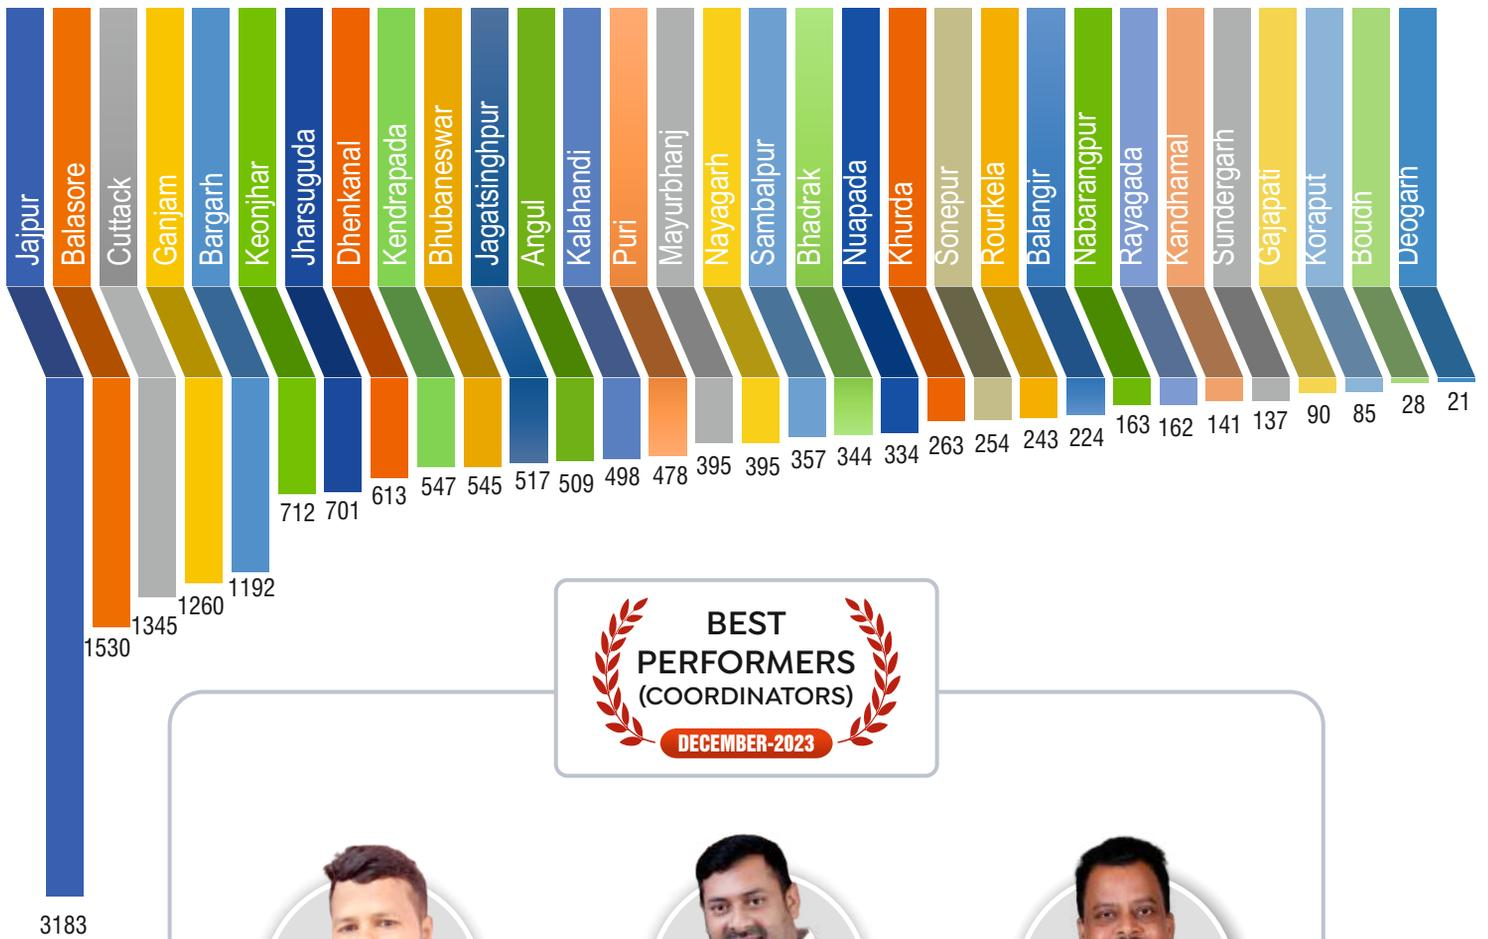 Jajpur
Balasore
Cuttack
Ganjam
Bargarh
Keonjhar
Jharsuguda
Dhenkanal
Kendrapada
Bhubaneswar
Jagatsinghpur
Angul
Kalahandi
Puri
Mayurbhanj
Nayagarh
Sambalpur
Bhadrak
Nuapada
Khurda
Sonepur
Rourkela
Balangir
Nabarangpur
Rayagada
Kandhamal
Sundergarh
Gajapati
Koraput
Boudh
Deogarh
3183
1530
1345
1260
1192
712
701
613
547
545
517
509
498
478
395
395
357
344
334
263
254
243
224
163
162
141
137
90
85
28
21
BEST
PERFORMERS
(COORDINATORS)
DECEMBER-2023